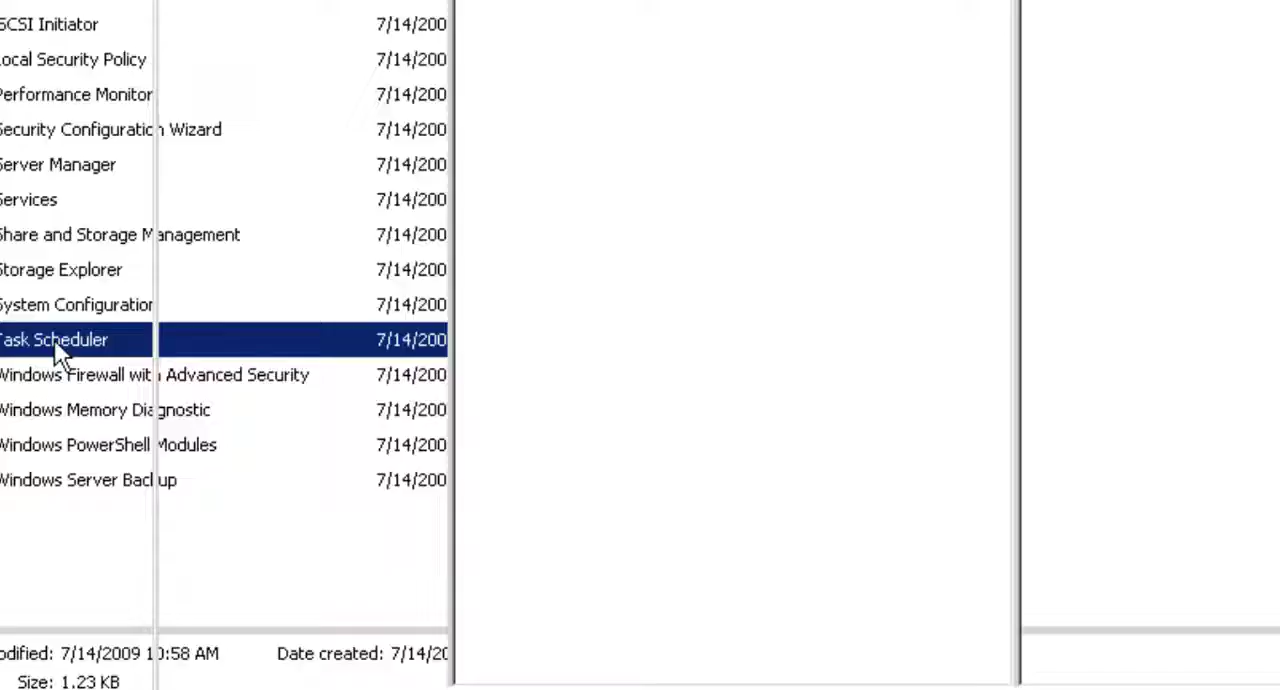 iSCSI Initiator 7/14/200
Local Security Policy 7/14/200
Performance Monitor 7/14/200
Security Configuration Wizard 7/14/200
Server Manager 7/14/200
Services 7/14/200
Share and Storage Management 7/14/200
Storage Explorer 7/14/200
System Configuration 7/14/200
Task Scheduler 7/14/200
Windows Firewall with Advanced Security 7/14/200
Windows Memory Diagnostic 7/14/200
Windows PowerShell Modules 7/14/200
Windows Server Backup 7/14/200
odified: 7/14/2009 10:58 AM Date created: 7/14/20
Size: 1.23 KB